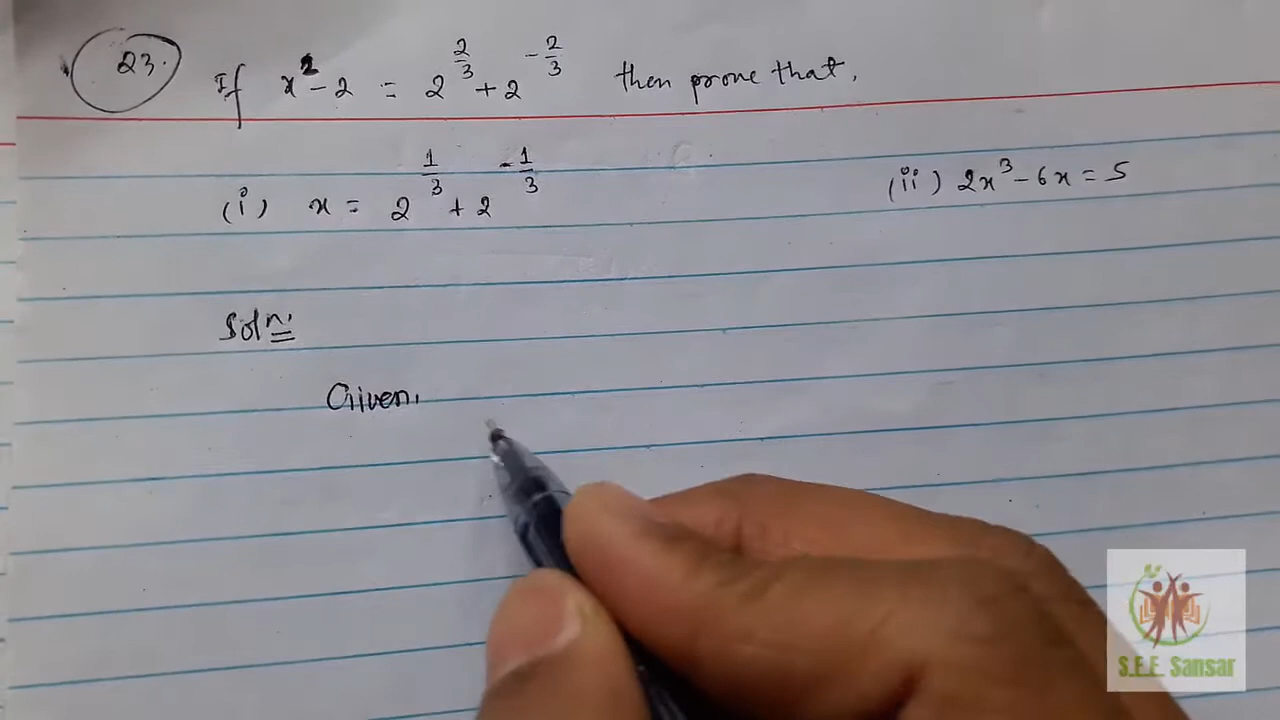 23. If x² - 2 = 2^(2/3) + 2^(-2/3) then prove that,
(i) x = 2^(1/3) + 2^(-1/3) (ii) 2x³ - 6x = 5
Solⁿ:
Given,
S.E.E. Sansar